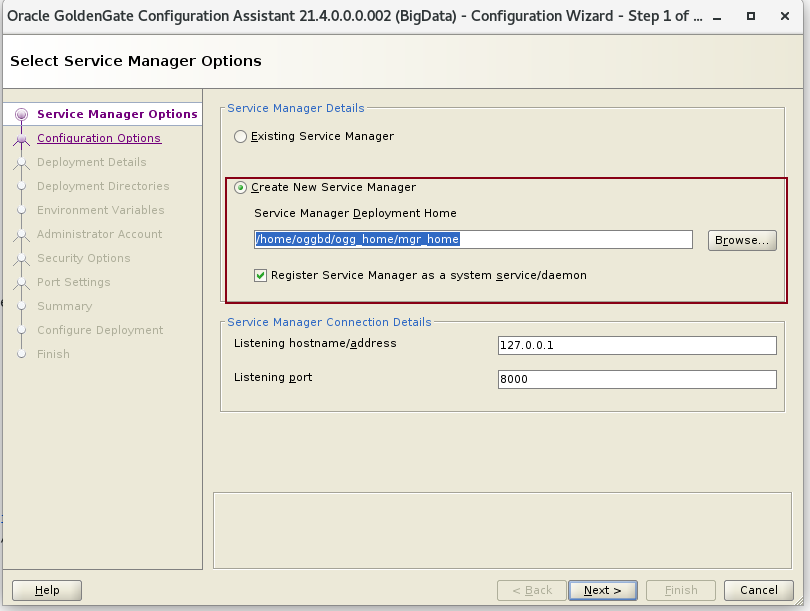 Oracle GoldenGate Configuration Assistant 21.4.0.0.0.002 (BigData) - Configuration Wizard - Step 1 of ...
Select Service Manager Options
Service Manager Options
Configuration Options
Deployment Details
Deployment Directories
Environment Variables
Administrator Account
Security Options
Port Settings
Summary
Configure Deployment
Finish
Service Manager Details
Existing Service Manager
Create New Service Manager
Service Manager Deployment Home
/home/oggbd/ogg_home/mgr_home
Browse...
Register Service Manager as a system service/daemon
Service Manager Connection Details
Listening hostname/address
127.0.0.1
Listening port
8000
Help
< Back
Next >
Finish
Cancel